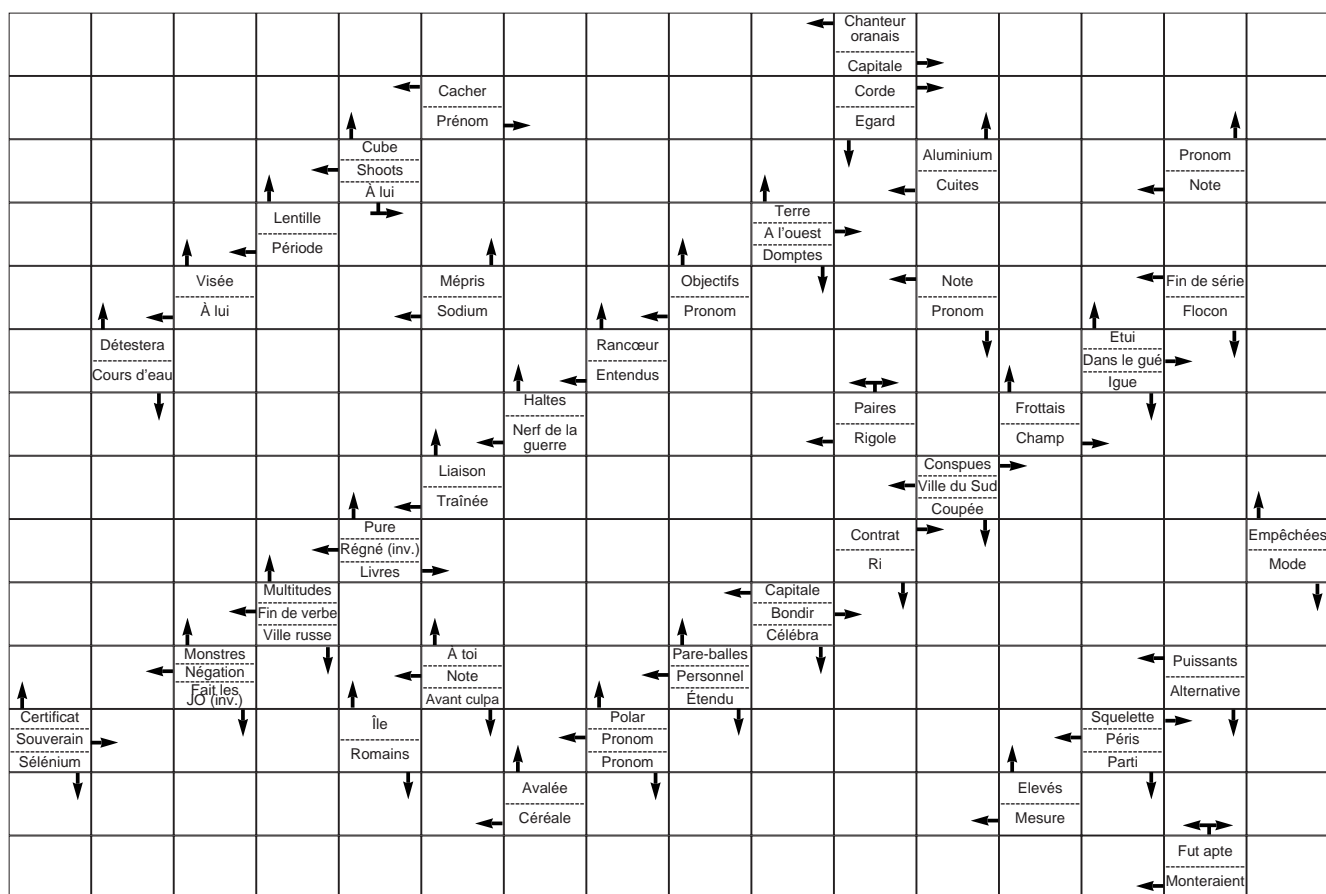 Chanteur
oranais
Capitale
Cacher
Prénom
Corde
Egard
Cube
Shoots
À lui
Aluminium
Cuites
Pronom
Note
Lentille
Période
Terre
A l'ouest
Domptes
Visée
À lui
Mépris
Sodium
Objectifs
Pronom
Note
Pronom
Fin de série
Flocon
Détestera
Cours d'eau
Rancœur
Entendus
Etui
Dans le gué
Igue
Haltes
Nerf de la
guerre
Paires
Rigole
Frottais
Champ
Liaison
Traînée
Conspues
Ville du Sud
Coupée
Pure
Régné (inv.)
Livres
Contrat
Ri
Empêchées
Mode
Multitudes
Fin de verbe
Ville russe
Capitale
Bondir
Célébra
Monstres
Négation
Fait les
JO (inv.)
À toi
Note
Avant culpa
Pare-balles
Personnel
Étendu
Puissants
Alternative
Certificat
Souverain
Sélénium
Île
Romains
Polar
Pronom
Pronom
Squelette
Péris
Parti
Avalée
Céréale
Elevés
Mesure
Fut apte
Monteraient